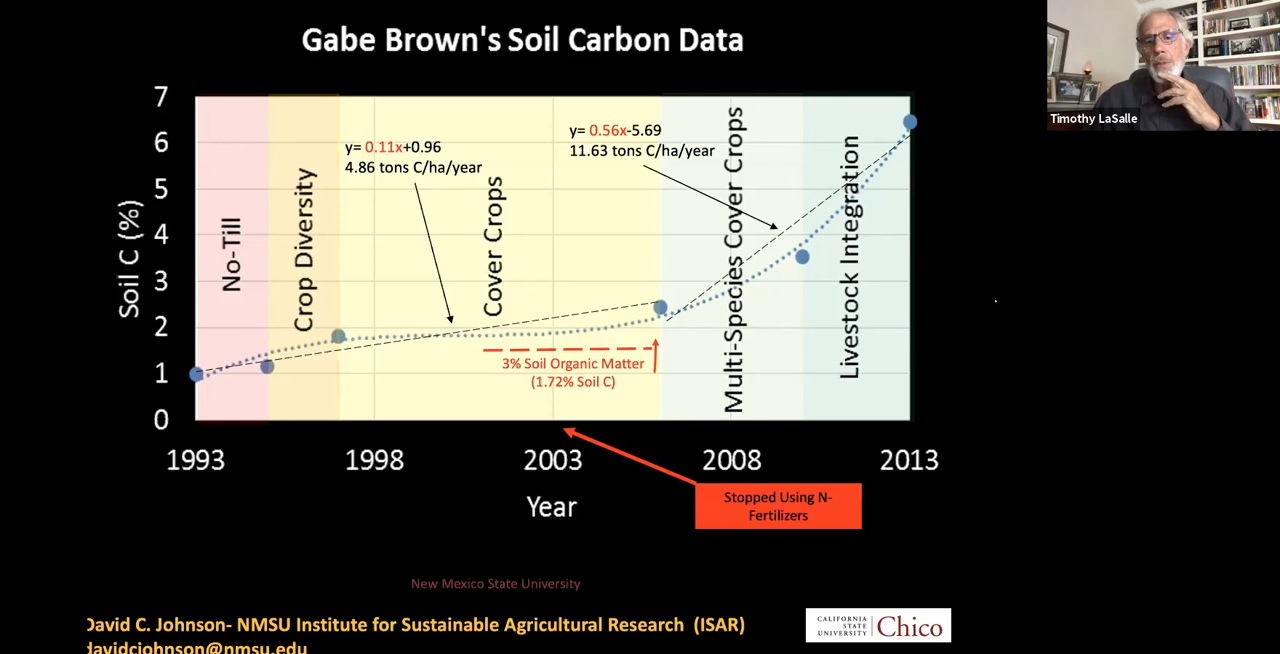 Gabe Brown's Soil Carbon Data
Timothy LaSalle
Soil C (%)
7
6
5
4
3
2
1
0
No-Till
Crop Diversity
Cover Crops
Multi-Species Cover Crops
Livestock Integration
y= 0.11x+0.96
4.86 tons C/ha/year
y= 0.56x-5.69
11.63 tons C/ha/year
3% Soil Organic Matter
(1.72% Soil C)
1993 1998 2003 2008 2013
Year
Stopped Using N-
Fertilizers
New Mexico State University
David C. Johnson- NMSU Institute for Sustainable Agricultural Research (ISAR)
davidcjohnson@nmsu.edu
CALIFORNIA
STATE
UNIVERSITY
Chico